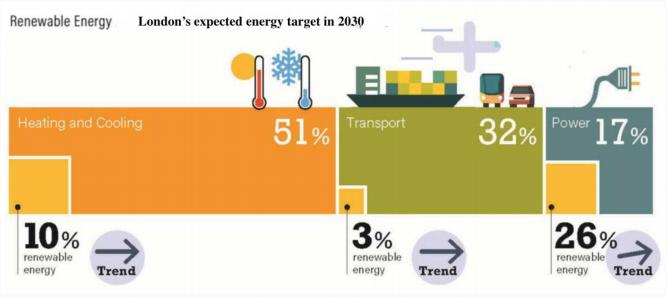 Renewable Energy London's expected energy target in 2030
Heating and Cooling 51%
Transport 32%
Power 17%
10%
renewable
energy
Trend
3%
renewable
energy
Trend
26%
renewable
energy
Trend